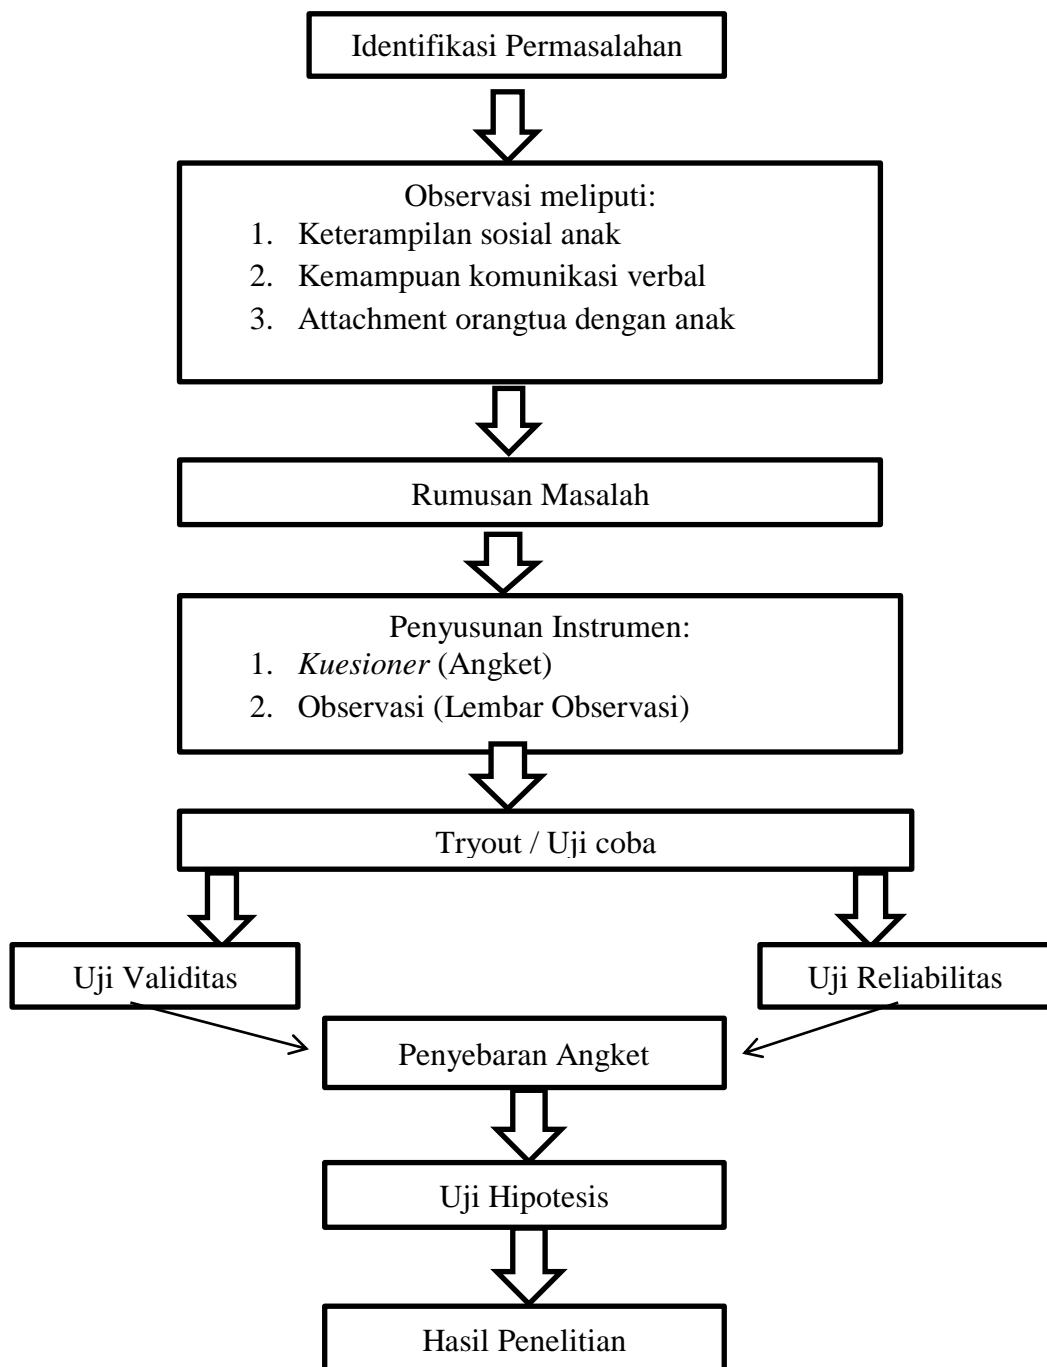 Identifikasi Permasalahan
Observasi meliputi:
1. Keterampilan sosial anak
2. Kemampuan komunikasi verbal
3. Attachment orangtua dengan anak
Rumusan Masalah
Penyusunan Instrumen:
1. Kuesioner (Angket)
2. Observasi (Lembar Observasi)
Tryout / Uji coba
Uji Validitas
Uji Reliabilitas
Penyebaran Angket
Uji Hipotesis
Hasil Penelitian